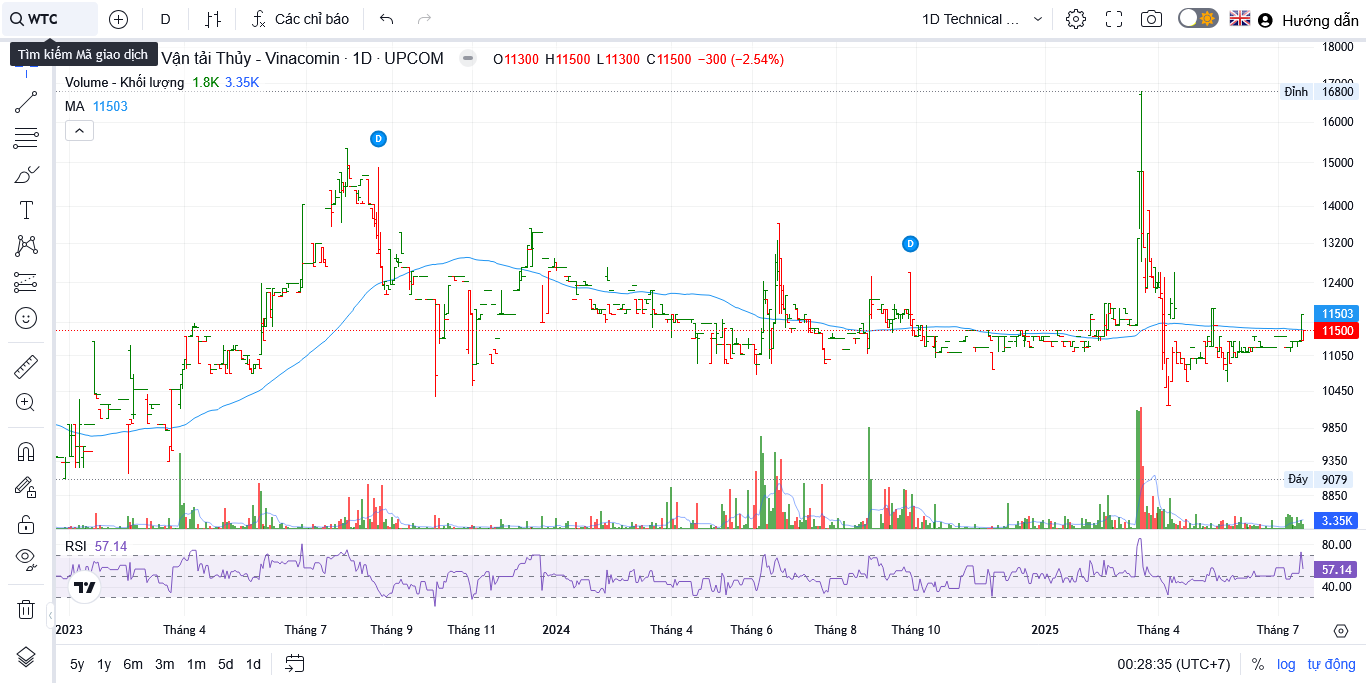 WTC D Các chỉ báo 1D Technical ... Hướng dẫn
Tìm kiếm Mã giao dịch
Vận tải Thủy - Vinacomin · 1D · UPCOM O11300 H11500 L11300 C11500 −300 (−2.54%)
Volume - Khối lượng 1.8K 3.35K
MA 11503
18000
17000
Đỉnh 16800
16000
15000
14000
13200
12400
11503
11500
11050
10450
9850
9350
Đáy 9079
8850
3.35K
D
D
RSI 57.14
80.00
57.14
40.00
2023 Tháng 4 Tháng 7 Tháng 9 Tháng 11 2024 Tháng 4 Tháng 6 Tháng 8 Tháng 10 2025 Tháng 4 Tháng 7
5y 1y 6m 3m 1m 5d 1d 00:28:35 (UTC+7) % log tự động